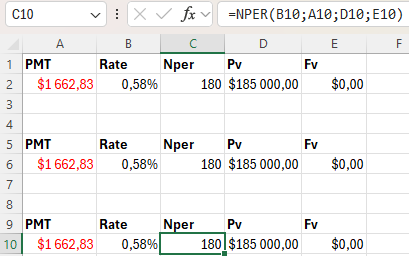 C10 fx =NPER(B10;A10;D10;E10)
A B C D E F
1 PMT Rate Nper Pv Fv
2 $1 662,83 0,58% 180 $185 000,00 $0,00
3
4
5 PMT Rate Nper Pv Fv
6 $1 662,83 0,58% 180 $185 000,00 $0,00
7
8
9 PMT Rate Nper Pv Fv
10 $1 662,83 0,58% 180 $185 000,00 $0,00